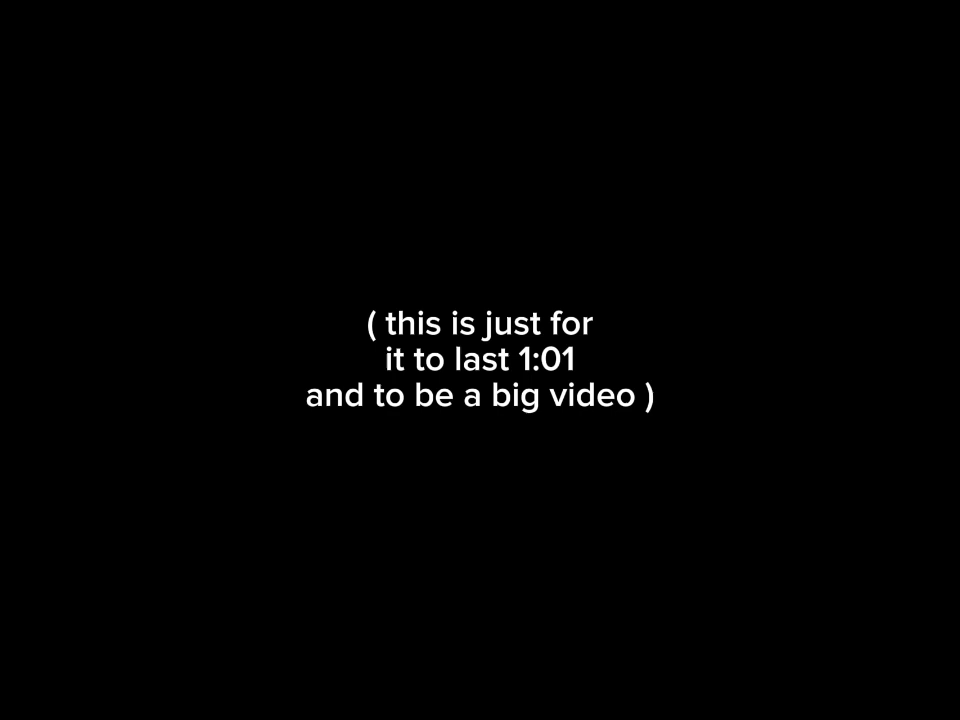 ( this is just for
it to last 1:01
and to be a big video )